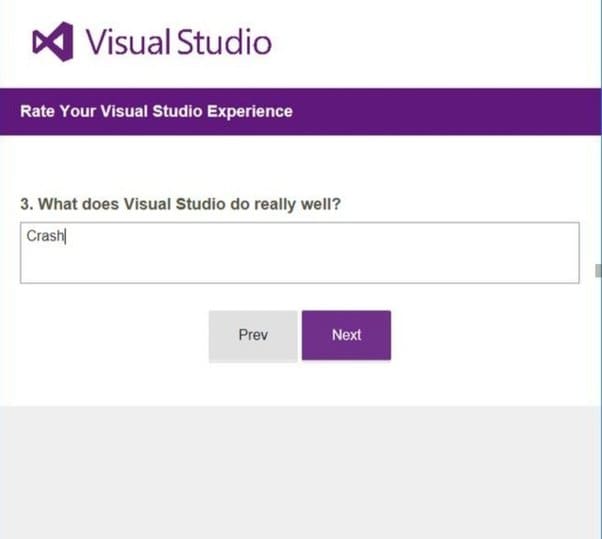 Visual Studio
Rate Your Visual Studio Experience
3. What does Visual Studio do really well?
Crash
Prev
Next